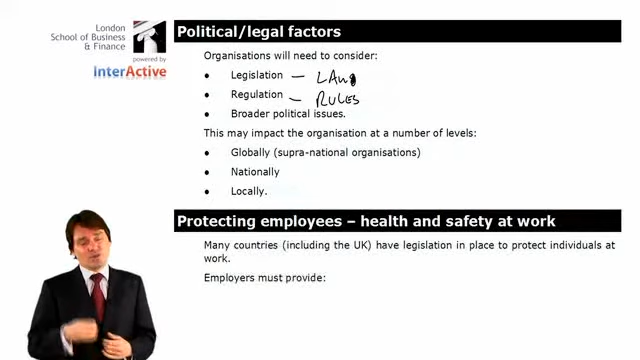 London
School of Business
& Finance
powered by
InterActive
Political/legal factors
Organisations will need to consider:
• Legislation – LAWS
• Regulation – RULES
• Broader political issues.
This may impact the organisation at a number of levels:
• Globally (supra-national organisations)
• Nationally
• Locally.
Protecting employees – health and safety at work
Many countries (including the UK) have legislation in place to protect individuals at
work.
Employers must provide: